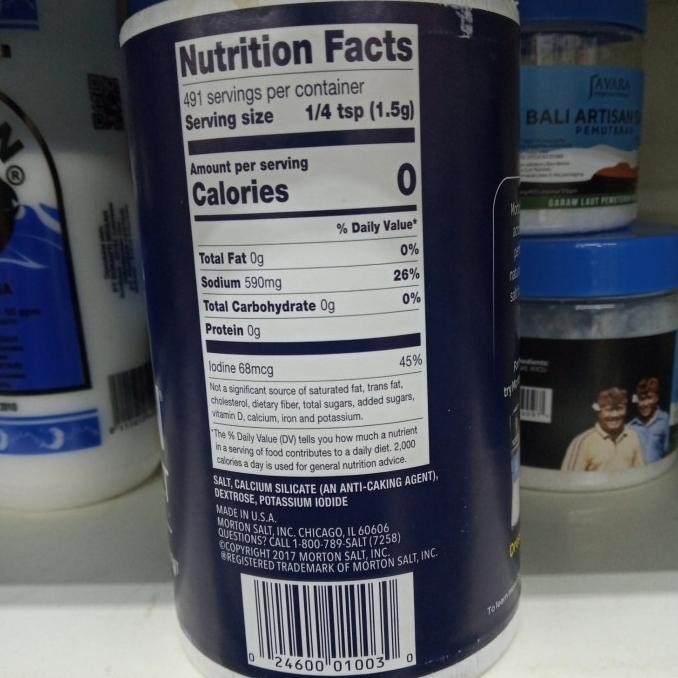 Nutrition Facts
491 servings per container
Serving size 1/4 tsp (1.5g)
Amount per serving
Calories 0
% Daily Value*
Total Fat 0g 0%
Sodium 590mg 26%
Total Carbohydrate 0g 0%
Protein 0g
Iodine 68mcg 45%
Not a significant source of saturated fat, trans fat,
cholesterol, dietary fiber, total sugars, added sugars,
vitamin D, calcium, iron and potassium.
*The % Daily Value (DV) tells you how much a nutrient
in a serving of food contributes to a daily diet. 2,000
calories a day is used for general nutrition advice.
SALT, CALCIUM SILICATE (AN ANTI-CAKING AGENT),
DEXTROSE, POTASSIUM IODIDE
MADE IN U.S.A.
MORTON SALT, INC. CHICAGO, IL 60606
QUESTIONS? CALL 1-800-789-SALT (7258)
©COPYRIGHT 2017 MORTON SALT, INC.
®REGISTERED TRADEMARK OF MORTON SALT, INC.
0 24600 01003 0
JAVARA
BALI ARTISAN
PEMUTERAN
GARAM LAUT